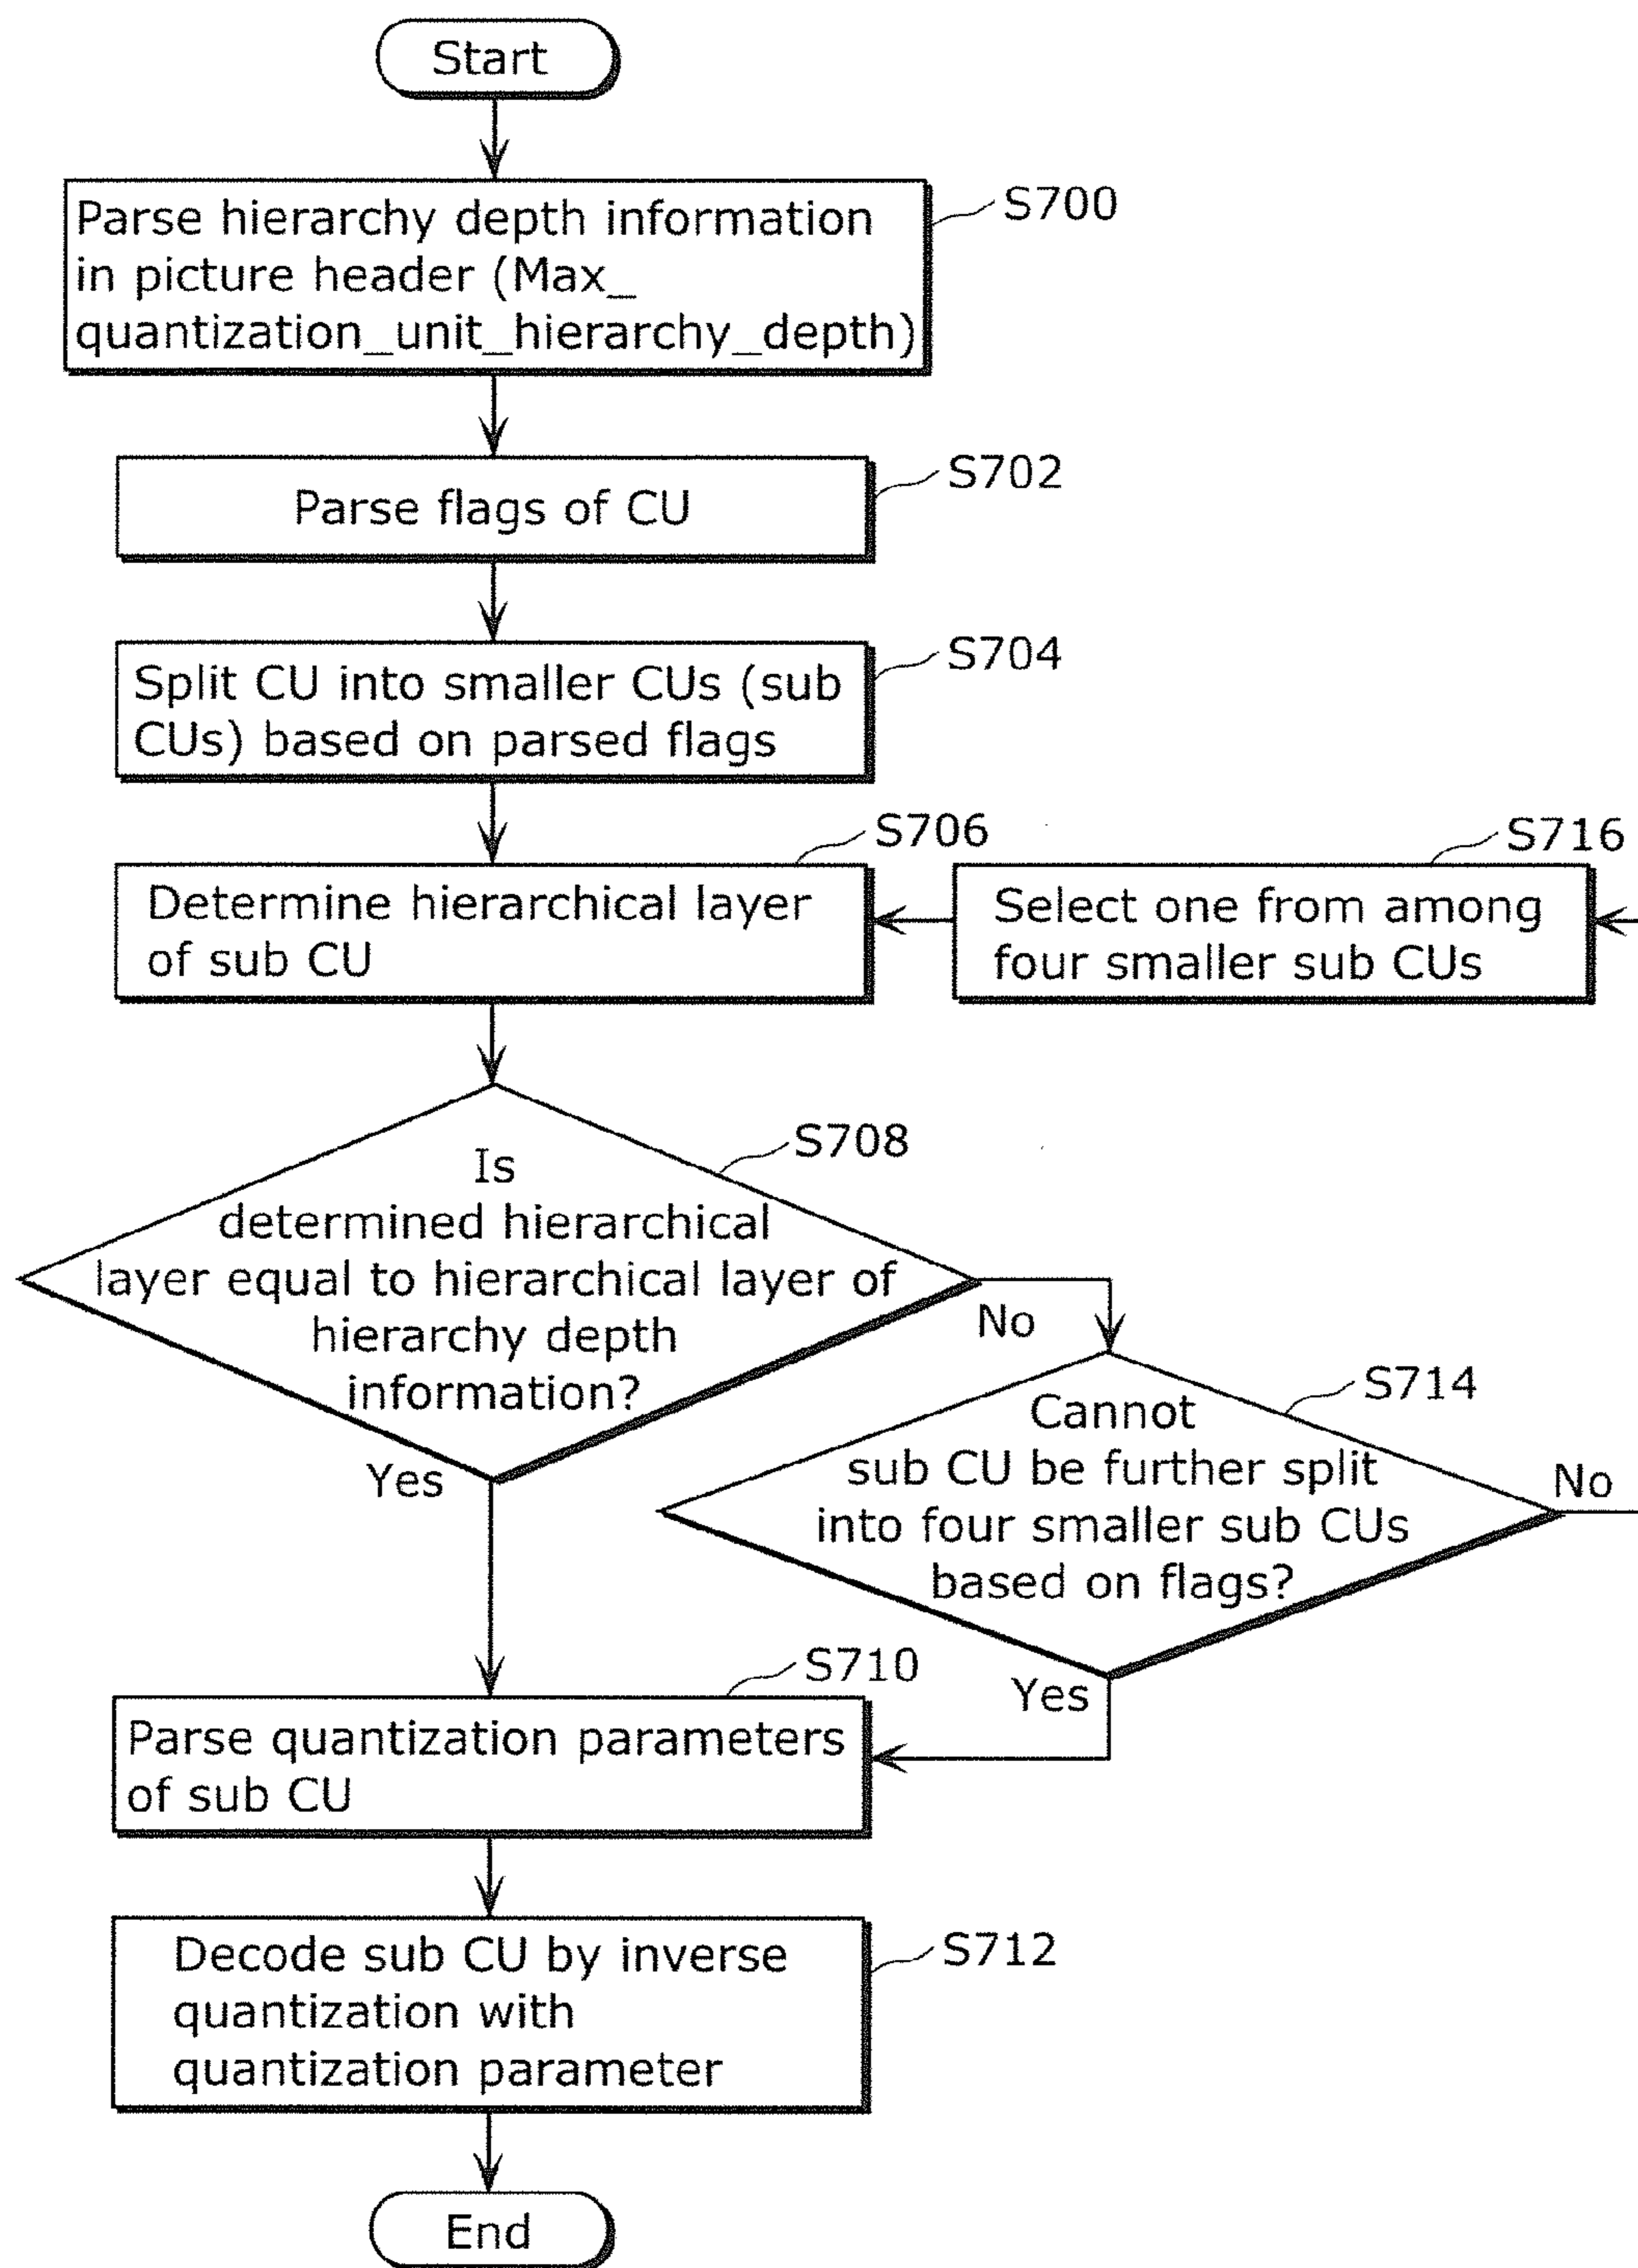 Start
Parse hierarchy depth information
in picture header (Max_
quantization_unit_hierarchy_depth)
S700
Parse flags of CU
S702
Split CU into smaller CUs (sub
CUs) based on parsed flags
S704
Determine hierarchical layer
of sub CU
S706
Select one from among
four smaller sub CUs
S716
Is
determined hierarchical
layer equal to hierarchical layer of
hierarchy depth
information?
S708
No
Yes
Cannot
sub CU be further split
into four smaller sub CUs
based on flags?
S714
No
Yes
Parse quantization parameters
of sub CU
S710
Decode sub CU by inverse
quantization with
quantization parameter
S712
End